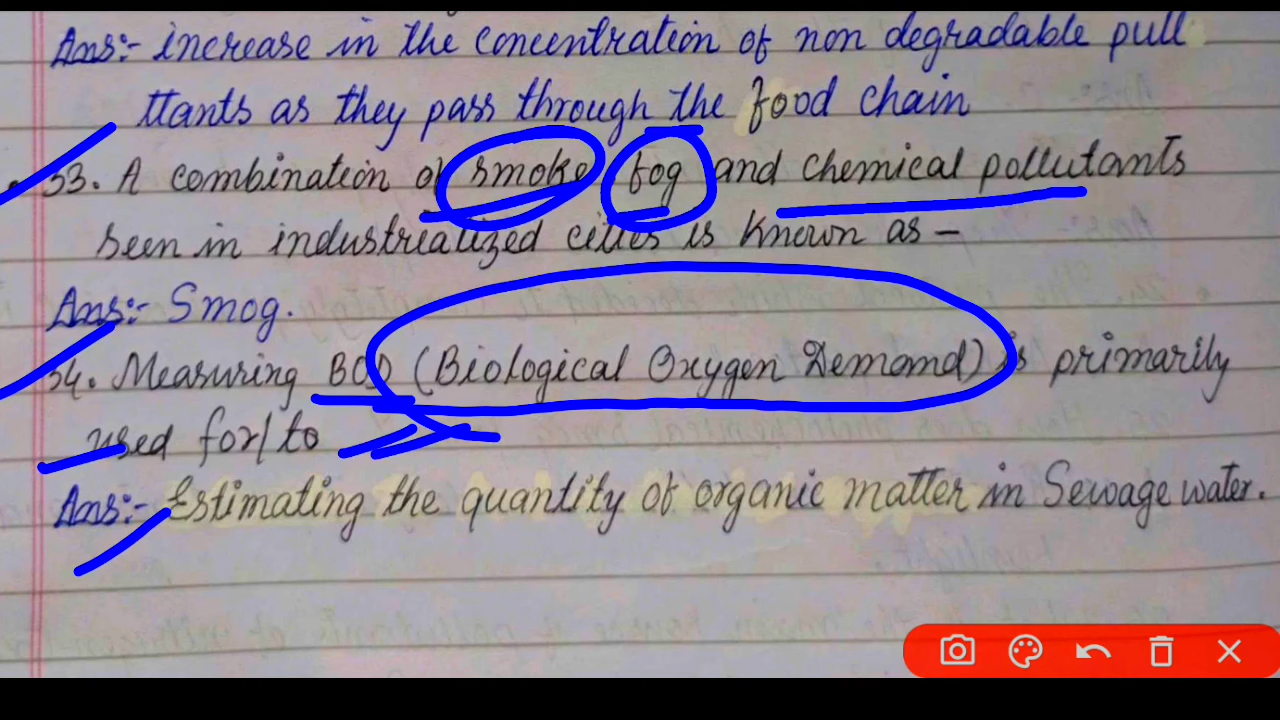 Ans:- increase in the concentration of non degradable pull
ttants as they pass through the food chain
33. A combination of smoke, fog and chemical pollutants
seen in industrialized cities is known as -
Ans:- Smog.
34. Measuring BOD (Biological Oxygen Demand) is primarily
used for/to
Ans:- Estimating the quantity of organic matter in Sewage water.